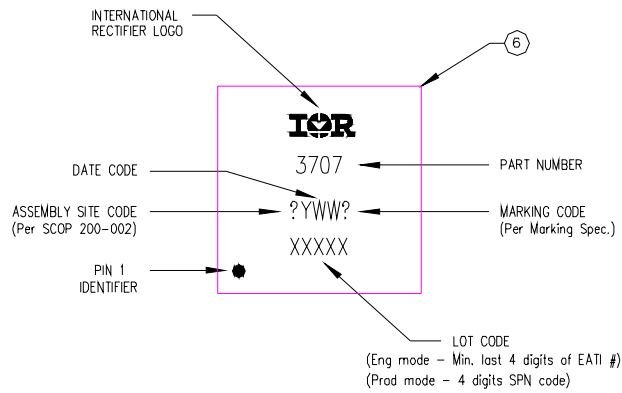 INTERNATIONAL
RECTIFIER LOGO
6
IOR
3707
PART NUMBER
DATE CODE
ASSEMBLY SITE CODE
(Per SCOP 200-002)
?YWW?
MARKING CODE
(Per Marking Spec.)
XXXXX
PIN 1
IDENTIFIER
LOT CODE
(Eng mode - Min. last 4 digits of EATI #)
(Prod mode - 4 digits SPN code)